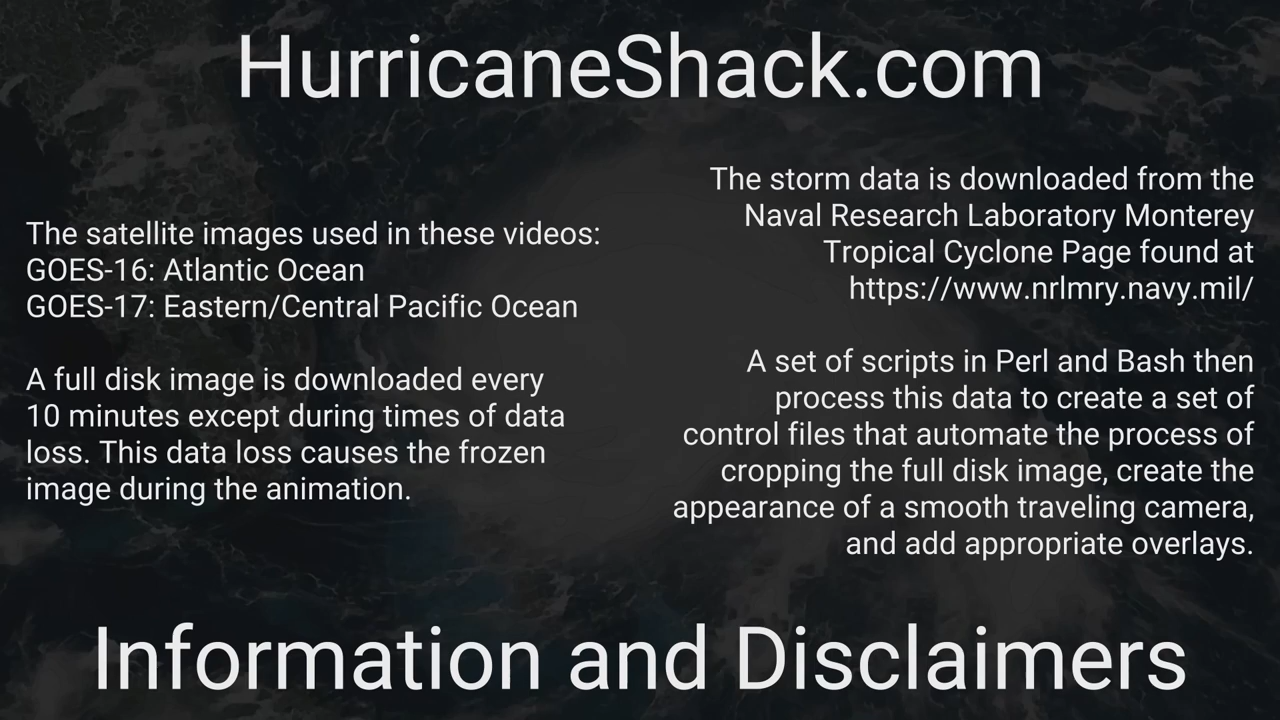 HurricaneShack.com
The satellite images used in these videos:
GOES-16: Atlantic Ocean
GOES-17: Eastern/Central Pacific Ocean
A full disk image is downloaded every
10 minutes except during times of data
loss. This data loss causes the frozen
image during the animation.
The storm data is downloaded from the
Naval Research Laboratory Monterey
Tropical Cyclone Page found at
https://www.nrlmry.navy.mil/
A set of scripts in Perl and Bash then
process this data to create a set of
control files that automate the process of
cropping the full disk image, create the
appearance of a smooth traveling camera,
and add appropriate overlays.
Information and Disclaimers